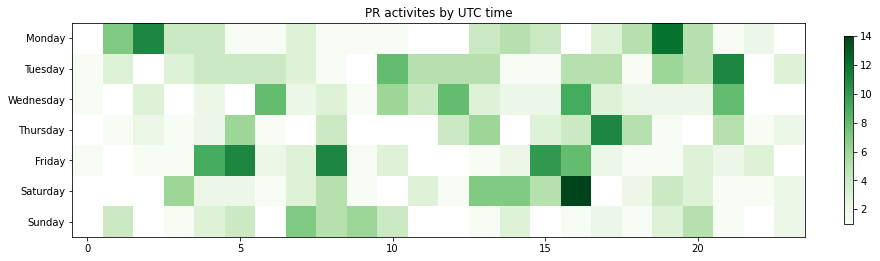 PR activites by UTC time
Monday
Tuesday
Wednesday
Thursday
Friday
Saturday
Sunday
0 5 10 15 20
14
12
10
8
6
4
2